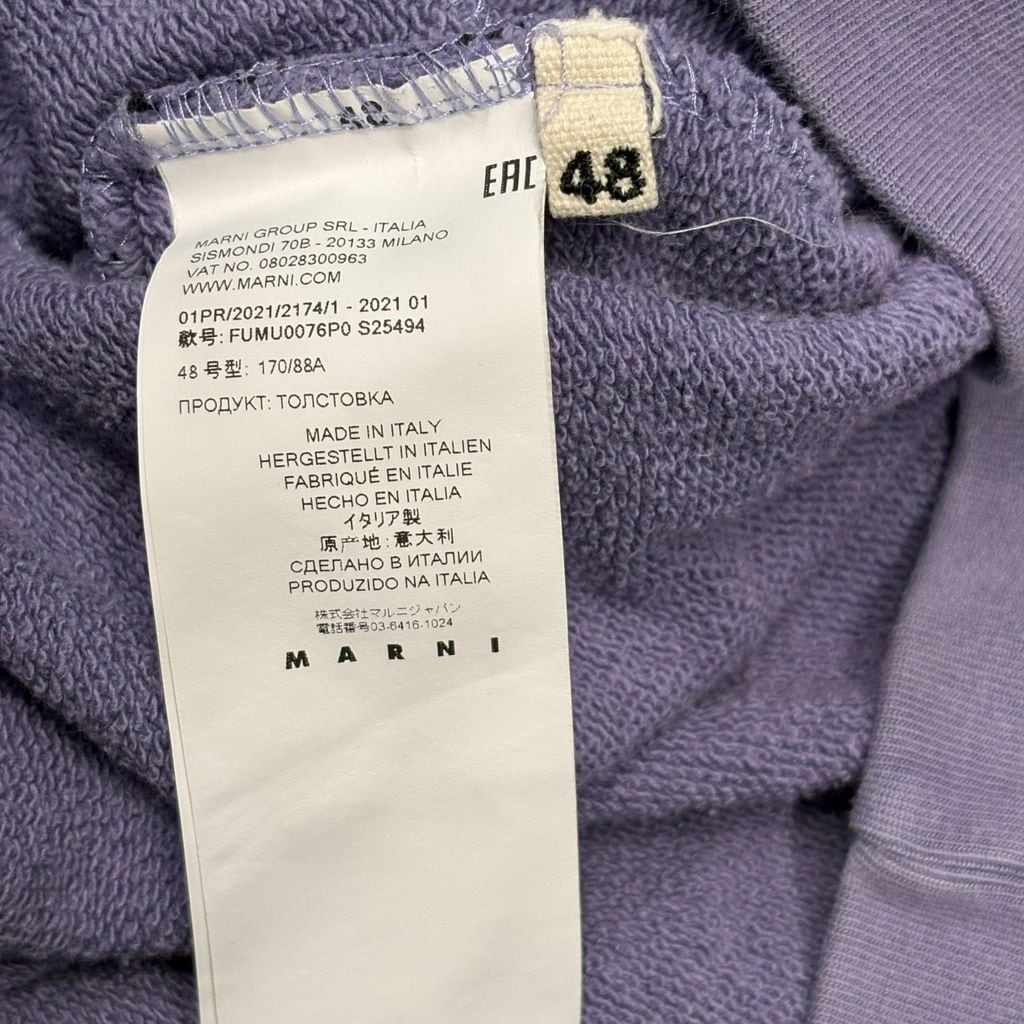 48
EAC
48
MARNI GROUP SRL - ITALIA
SISMONDI 70B - 20133 MILANO
VAT NO. 08028300963
WWW.MARNI.COM
01PR/2021/2174/1 - 2021 01
款号: FUMU0076P0 S25494
48 号型: 170/88A
ПРОДУКТ: ТОЛСТОВКА
MADE IN ITALY
HERGESTELLT IN ITALIEN
FABRIQUÉ EN ITALIE
HECHO EN ITALIA
イタリア製
原产地:意大利
СДЕЛАНО В ИТАЛИИ
PRODUZIDO NA ITALIA
株式会社マルニジャパン
電話番号03-6416-1024
MARNI